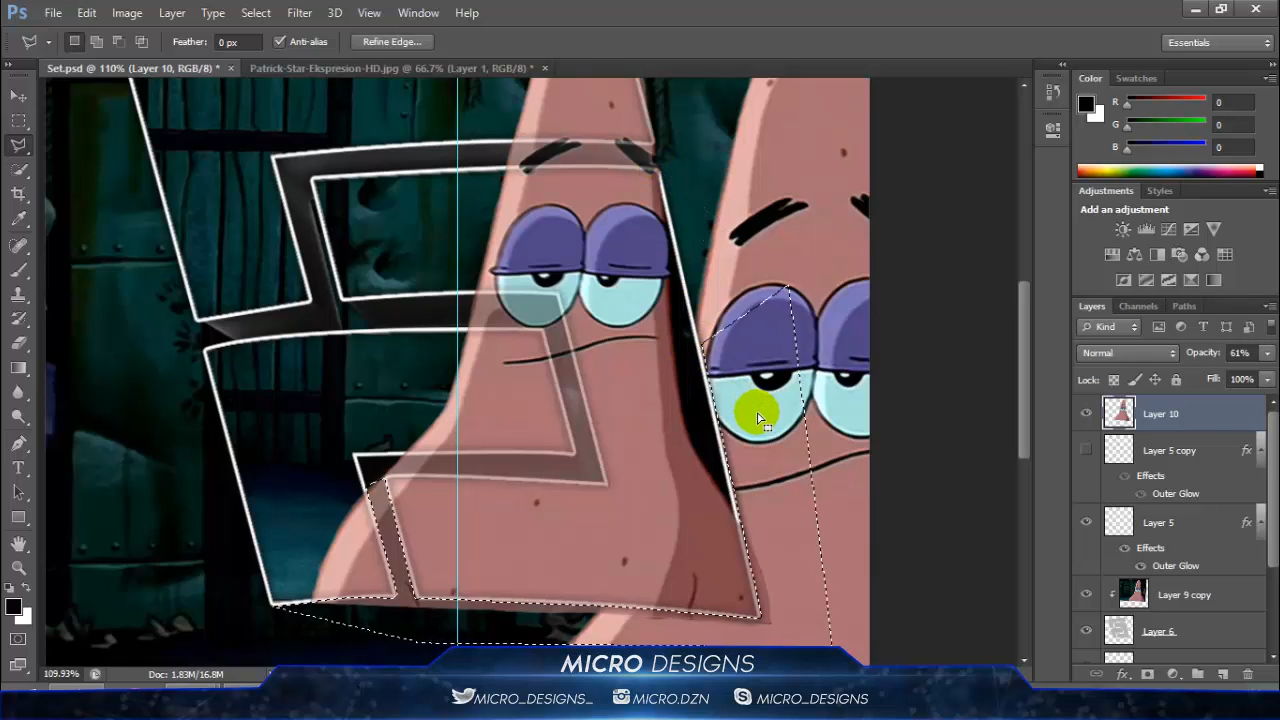 Ps File Edit Image Layer Type Select Filter 3D View Window Help
Feather: 0 px Anti-alias Refine Edge... Essentials
Set.psd @ 110% (Layer 10, RGB/8) * × Patrick-Star-Ekspresion-HD.jpg @ 66.7% (Layer 1, RGB/8) * ×
Color Swatches
R 0
G 0
B 0
Adjustments Styles
Add an adjustment
Layers Channels Paths
Kind
Normal Opacity: 61%
Lock: Fill: 100%
Layer 10
Layer 5 copy fx
Effects
Outer Glow
Layer 5 fx
Effects
Outer Glow
Layer 9 copy
Layer 6
109.93% Doc: 1.83M/16.8M
MICRO DESIGNS
MICRO_DESIGNS_ MICRO.DZN MICRO_DESIGNS